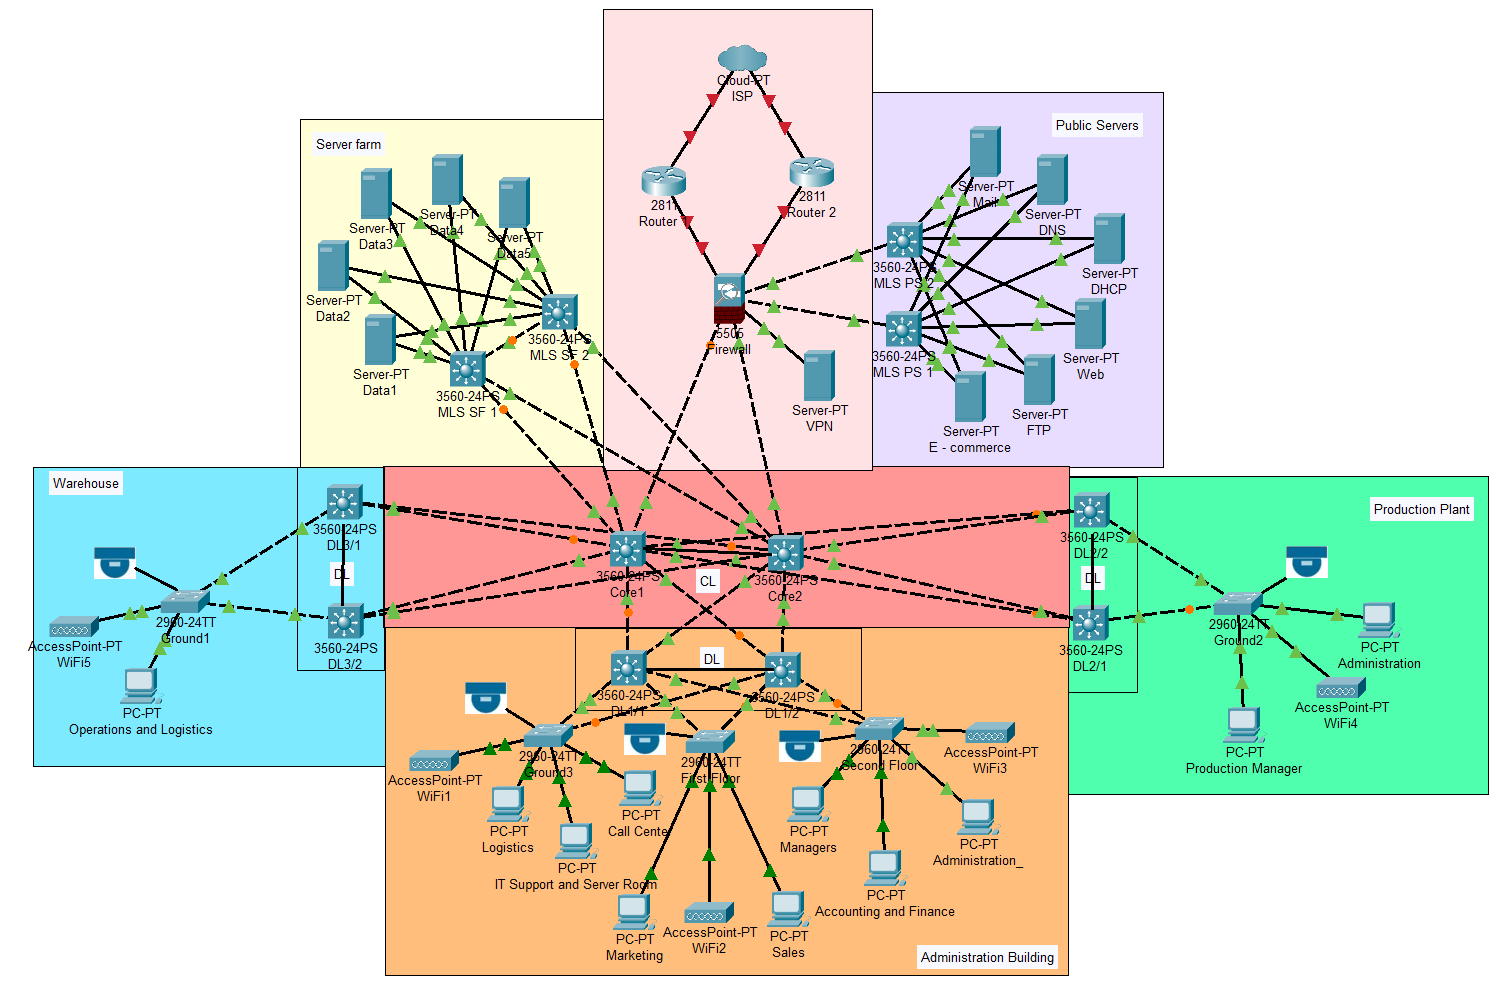 Cloud-PT
ISP
2811
Router
2811
Router 2
5505
Firewall
Server-PT
VPN
Server farm
Server-PT
Data3
Server-PT
Data4
Server-PT
Data5
Server-PT
Data2
Server-PT
Data1
3560-24PS
MLS SF 2
3560-24PS
MLS SF 1
Public Servers
Server-PT
Mail
Server-PT
DNS
Server-PT
DHCP
Server-PT
Web
Server-PT
FTP
Server-PT
E - commerce
3560-24PS
MLS PS 2
3560-24PS
MLS PS 1
Warehouse
3560-24PS
DL3/1
DL
3560-24PS
DL3/2
2960-24TT
Ground1
AccessPoint-PT
WiFi5
PC-PT
Operations and Logistics
3560-24PS
Core1
CL
3560-24PS
Core2
Production Plant
3560-24PS
DL2/2
DL
3560-24PS
DL2/1
2960-24TT
Ground2
PC-PT
Administration
AccessPoint-PT
WiFi4
PC-PT
Production Manager
DL
3560-24PS
DL1/1
3560-24PS
DL1/2
2960-24TT
Ground3
2960-24TT
First Floor
2960-24TT
Second Floor
AccessPoint-PT
WiFi1
AccessPoint-PT
WiFi3
PC-PT
Logistics
PC-PT
Call Center
PC-PT
IT Support and Server Room
PC-PT
Managers
PC-PT
Administration_
PC-PT
Accounting and Finance
PC-PT
Marketing
AccessPoint-PT
WiFi2
PC-PT
Sales
Administration Building